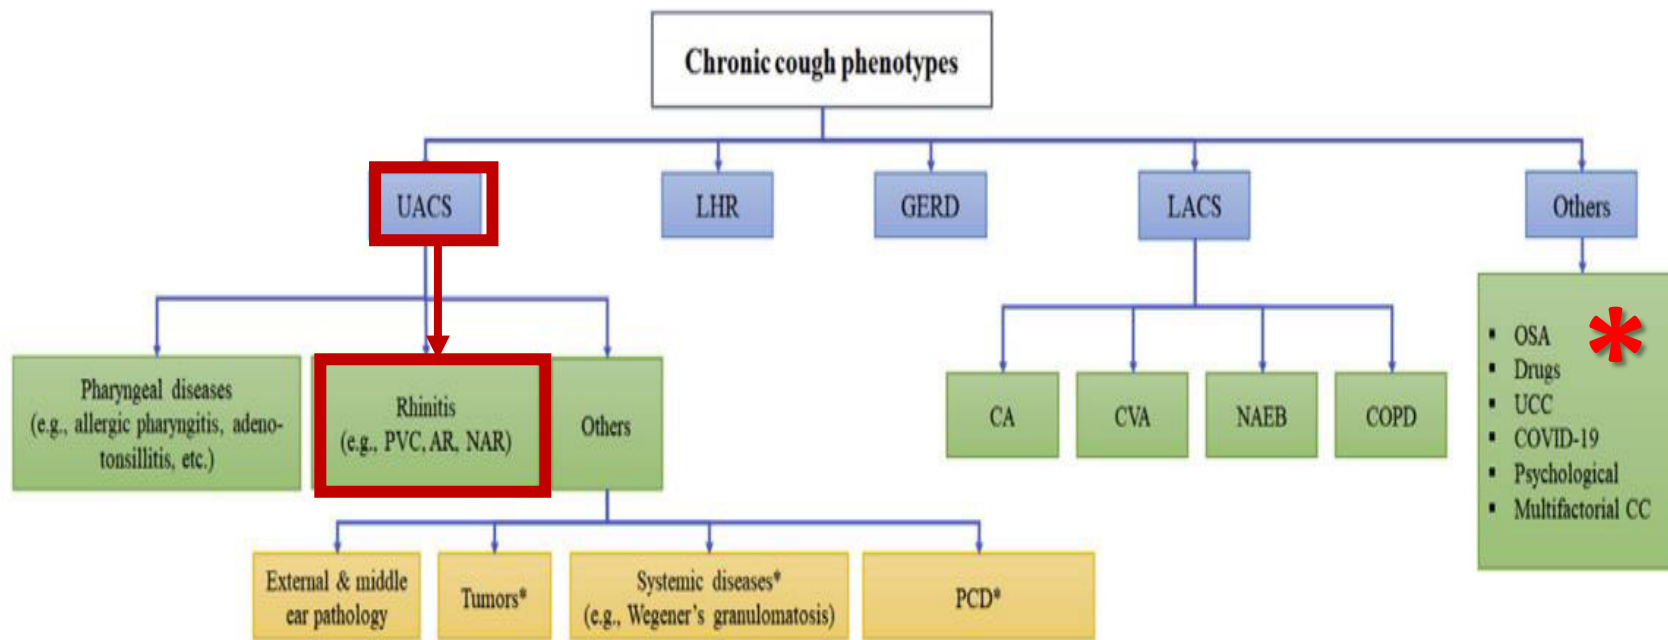 Chronic cough phenotypes
UACS
LHR
GERD
LACS
Others
Pharyngeal diseases
(e.g., allergic pharyngitis, adeno-
tonsillitis, etc.)
Rhinitis
(e.g., PVC, AR, NAR)
Others
CA
CVA
NAEB
COPD
*
▪ OSA
▪ Drugs
▪ UCC
▪ COVID-19
▪ Psychological
▪ Multifactorial CC
External & middle
ear pathology
Tumors*
Systemic diseases*
(e.g., Wegener's granulomatosis)
PCD*